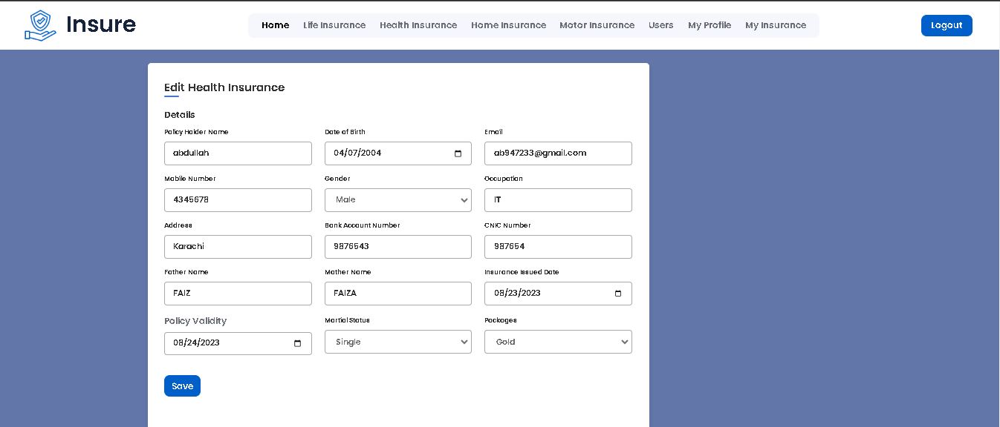 Insure
Home Life Insurance Health Insurance Home Insurance Motor Insurance Users My Profile My Insurance
Logout
Edit Health Insurance
Details
Policy Holder Name Date of Birth Email
abdullah 04/07/2004 ab947233@gmail.com
Mobile Number Gender Occupation
4345678 Male IT
Address Bank Account Number CNIC Number
Karachi 9876543 987654
Father Name Mother Name Insurance Issued Date
FAIZ FAIZA 08/23/2023
Policy Validity Martial Status Packages
08/24/2023 Single Gold
Save